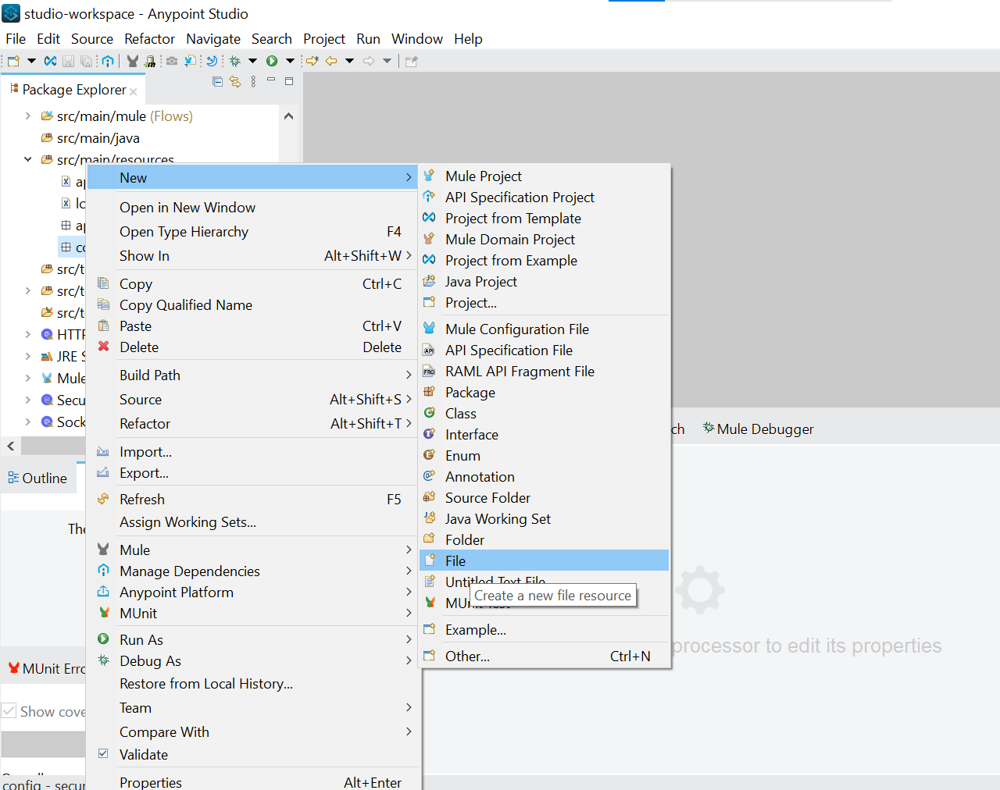 studio-workspace - Anypoint Studio
File Edit Source Refactor Navigate Search Project Run Window Help
Package Explorer
src/main/mule (Flows)
src/main/java
src/main/resources
New
Open in New Window
Open Type Hierarchy F4
Show In Alt+Shift+W
Copy Ctrl+C
Copy Qualified Name
Paste Ctrl+V
Delete Delete
Build Path
Source Alt+Shift+S
Refactor Alt+Shift+T
Import...
Export...
Refresh F5
Assign Working Sets...
Mule
Manage Dependencies
Anypoint Platform
MUnit
Run As
Debug As
Restore from Local History...
Team
Compare With
Validate
Properties Alt+Enter
Mule Project
API Specification Project
Project from Template
Mule Domain Project
Project from Example
Java Project
Project...
Mule Configuration File
API Specification File
RAML API Fragment File
Package
Class
Interface
Enum
Annotation
Source Folder
Java Working Set
Folder
File
Untitled Text File
Create a new file resource
MUnit Test
Example...
Other... Ctrl+N
HTTP
JRE S
Mule
Secu
Sock
Outline
The
MUnit Erro
Show cove
config - secur
ch
Mule Debugger
processor to edit its properties